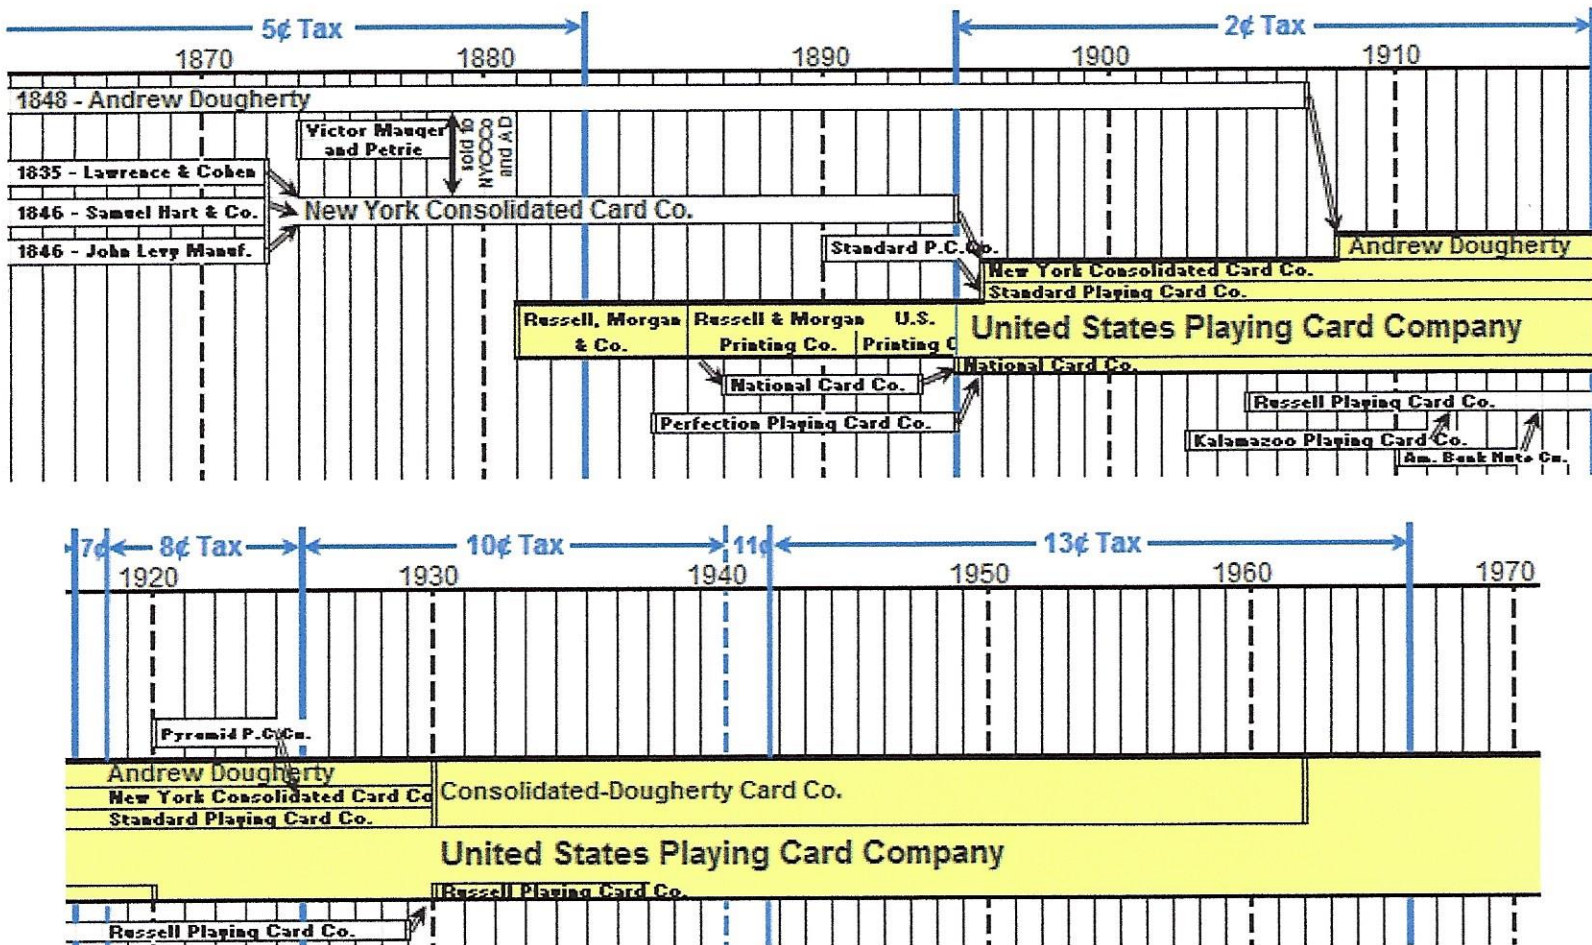 5¢ Tax
2¢ Tax
1870
1880
1890
1900
1910
1848 - Andrew Dougherty
Victor Mauger
and Petrie
sold to
NYCCC
and AD
1835 - Lawrence & Cohen
1846 - Samuel Hart & Co.
New York Consolidated Card Co.
1846 - John Levy Manuf.
Standard P.C.Co.
Andrew Dougherty
New York Consolidated Card Co.
Standard Playing Card Co.
Russell, Morgan
& Co.
Russell & Morgan
Printing Co.
U.S.
Printing C
United States Playing Card Company
National Card Co.
National Card Co.
Perfection Playing Card Co.
Russell Playing Card Co.
Kalamazoo Playing Card Co.
Am. Bank Note Co.
7¢
8¢ Tax
10¢ Tax
11¢
13¢ Tax
1920
1930
1940
1950
1960
1970
Pyramid P.C.Co.
Andrew Dougherty
New York Consolidated Card Co
Standard Playing Card Co.
Consolidated-Dougherty Card Co.
United States Playing Card Company
Russell Playing Card Co.
Russell Playing Card Co.